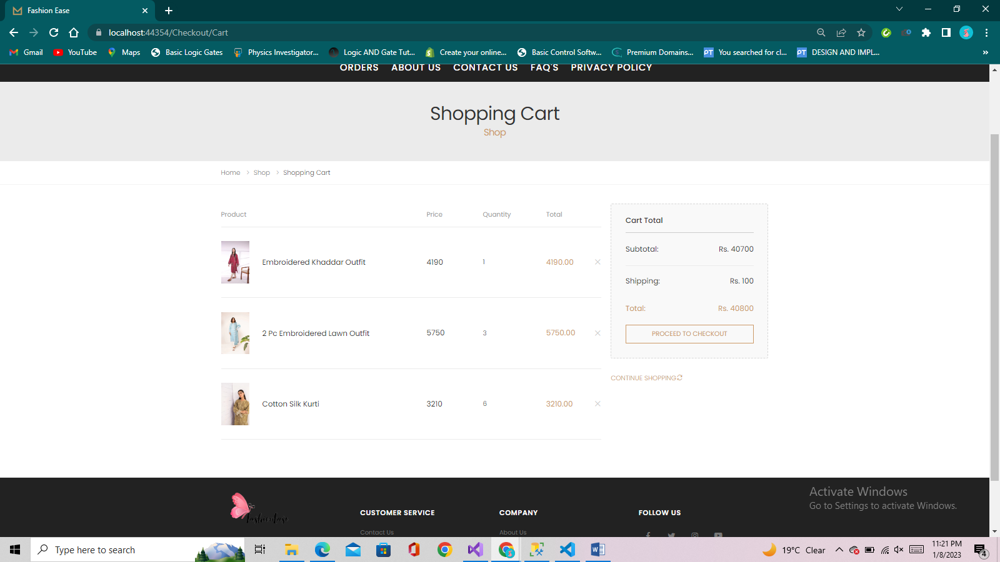 Fashion Ease
localhost:44354/Checkout/Cart
Gmail YouTube Maps Basic Logic Gates Physics Investigator... Logic AND Gate Tut... Create your online... Basic Control Softw... Premium Domains... You searched for cl... DESIGN AND IMPL...
ORDERS ABOUT US CONTACT US FAQ'S PRIVACY POLICY
Shopping Cart
Shop
Home > Shop > Shopping Cart
Product Price Quantity Total
Embroidered Khaddar Outfit 4190 1 4190.00
2 Pc Embroidered Lawn Outfit 5750 3 5750.00
Cotton Silk Kurti 3210 6 3210.00
Cart Total
Subtotal: Rs. 40700
Shipping: Rs. 100
Total: Rs. 40800
PROCEED TO CHECKOUT
CONTINUE SHOPPING
FashionEase
CUSTOMER SERVICE
Contact Us
COMPANY
About Us
FOLLOW US
Activate Windows
Go to Settings to activate Windows.
Type here to search
19°C Clear
11:21 PM
1/8/2023
4